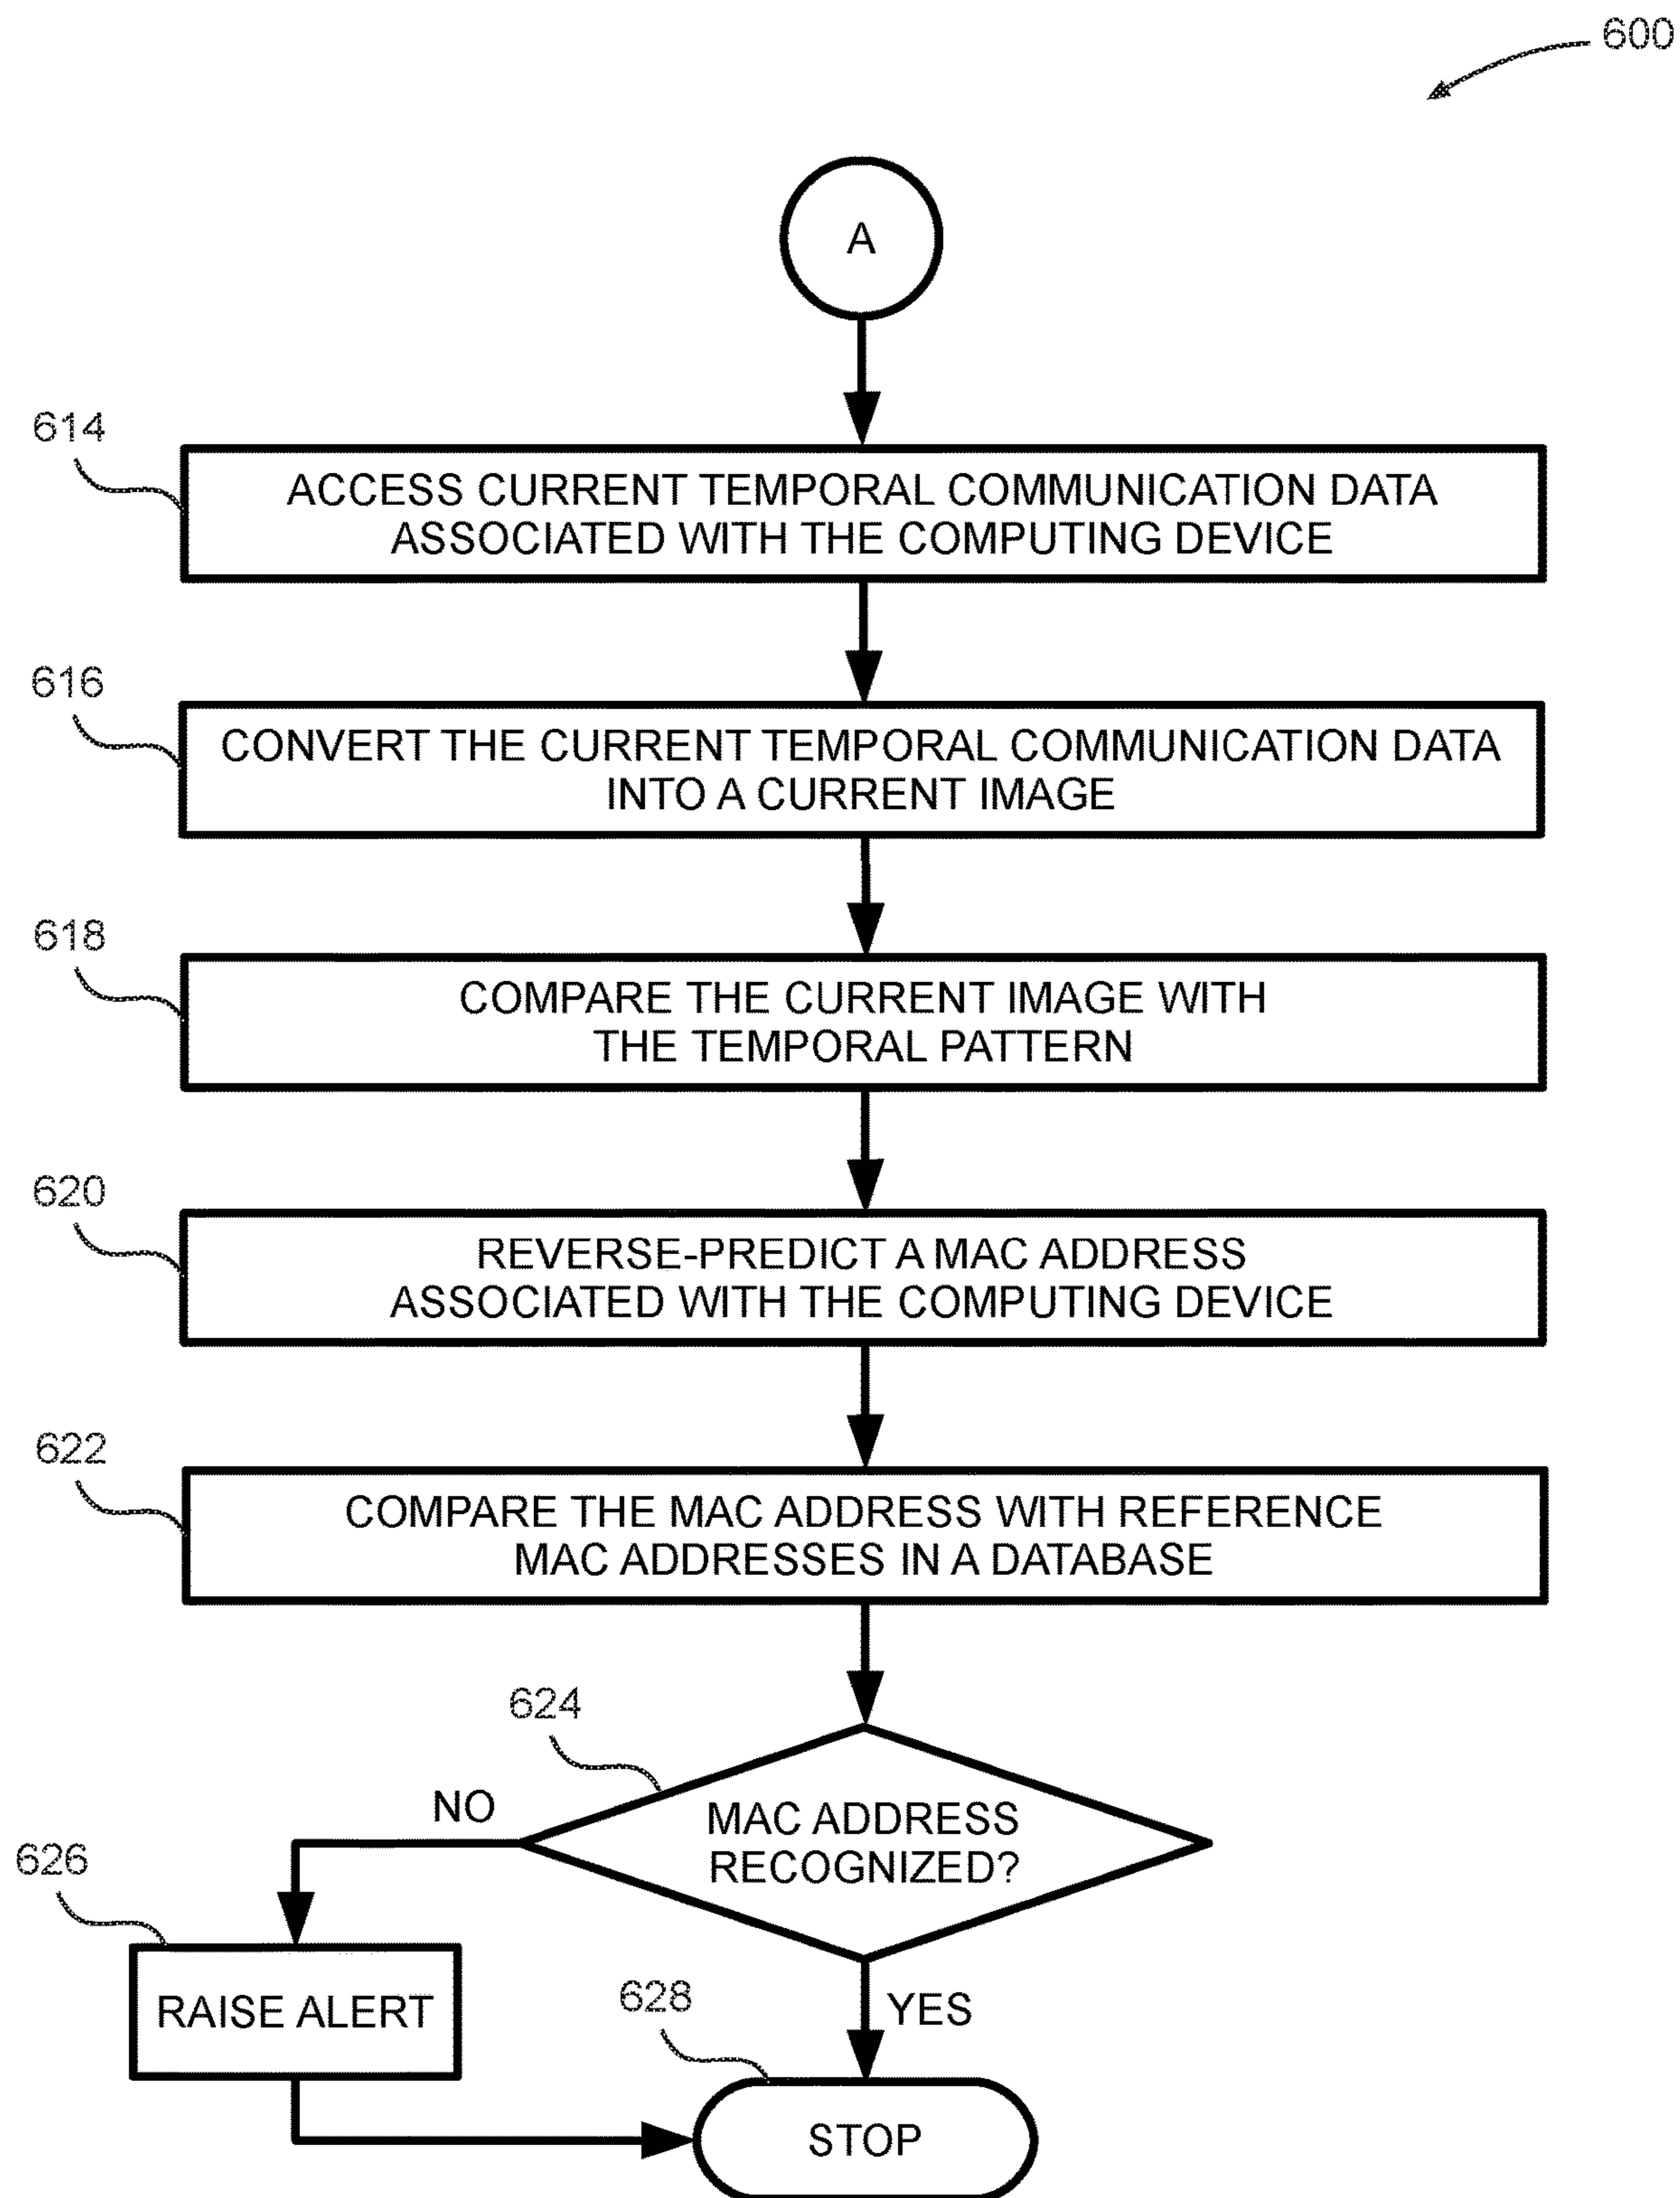 600
A
614
ACCESS CURRENT TEMPORAL COMMUNICATION DATA
ASSOCIATED WITH THE COMPUTING DEVICE
616
CONVERT THE CURRENT TEMPORAL COMMUNICATION DATA
INTO A CURRENT IMAGE
618
COMPARE THE CURRENT IMAGE WITH
THE TEMPORAL PATTERN
620
REVERSE-PREDICT A MAC ADDRESS
ASSOCIATED WITH THE COMPUTING DEVICE
622
COMPARE THE MAC ADDRESS WITH REFERENCE
MAC ADDRESSES IN A DATABASE
624
MAC ADDRESS
RECOGNIZED?
NO
626
RAISE ALERT
YES
628
STOP